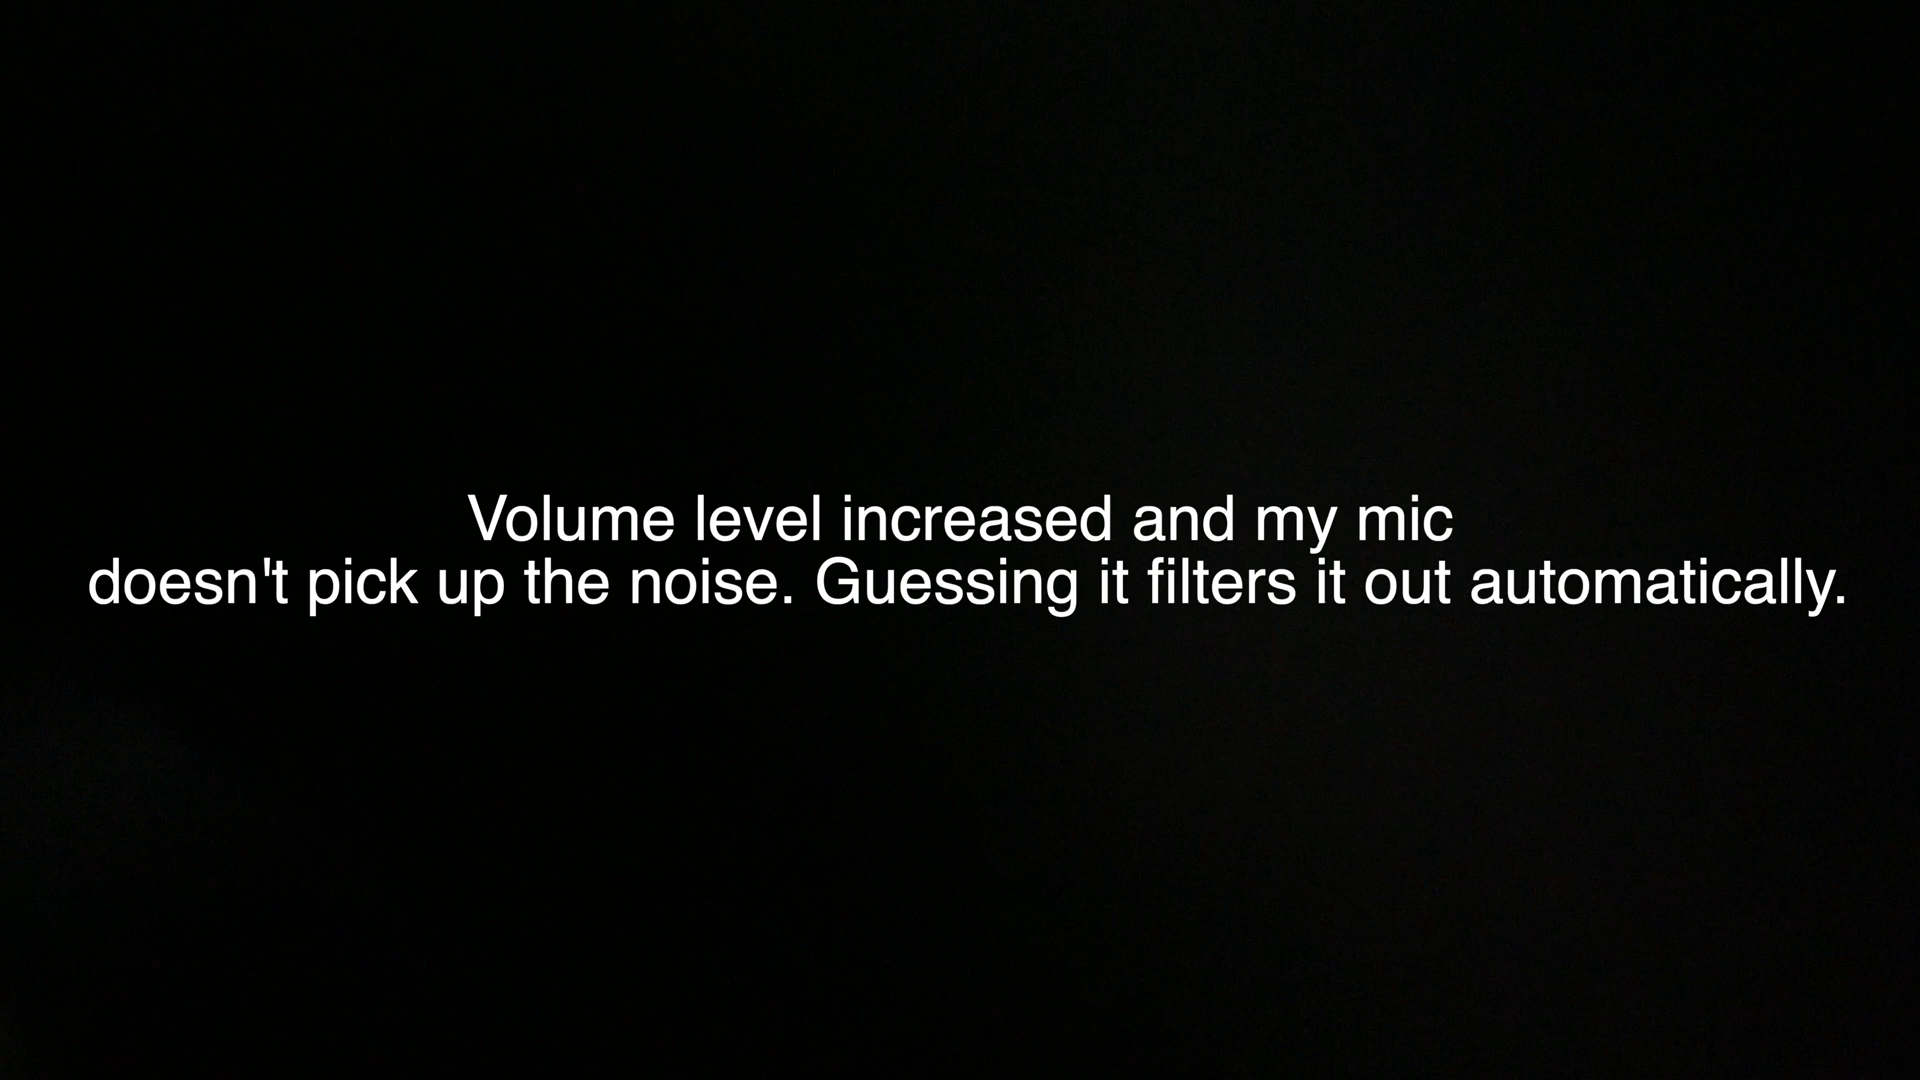 Volume level increased and my mic
doesn't pick up the noise. Guessing it filters it out automatically.